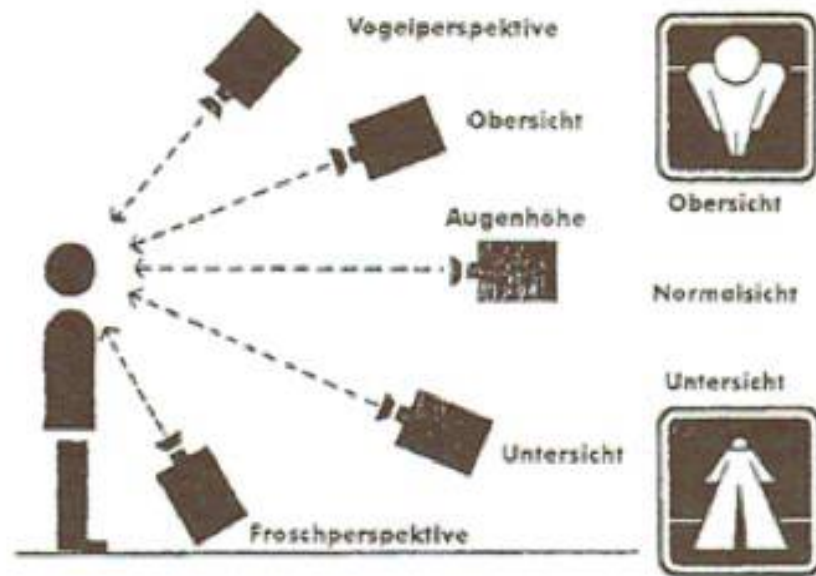 Vogelperspektive
Obersicht
Augenhöhe
Untersicht
Froschperspektive
Obersicht
Normalsicht
Untersicht